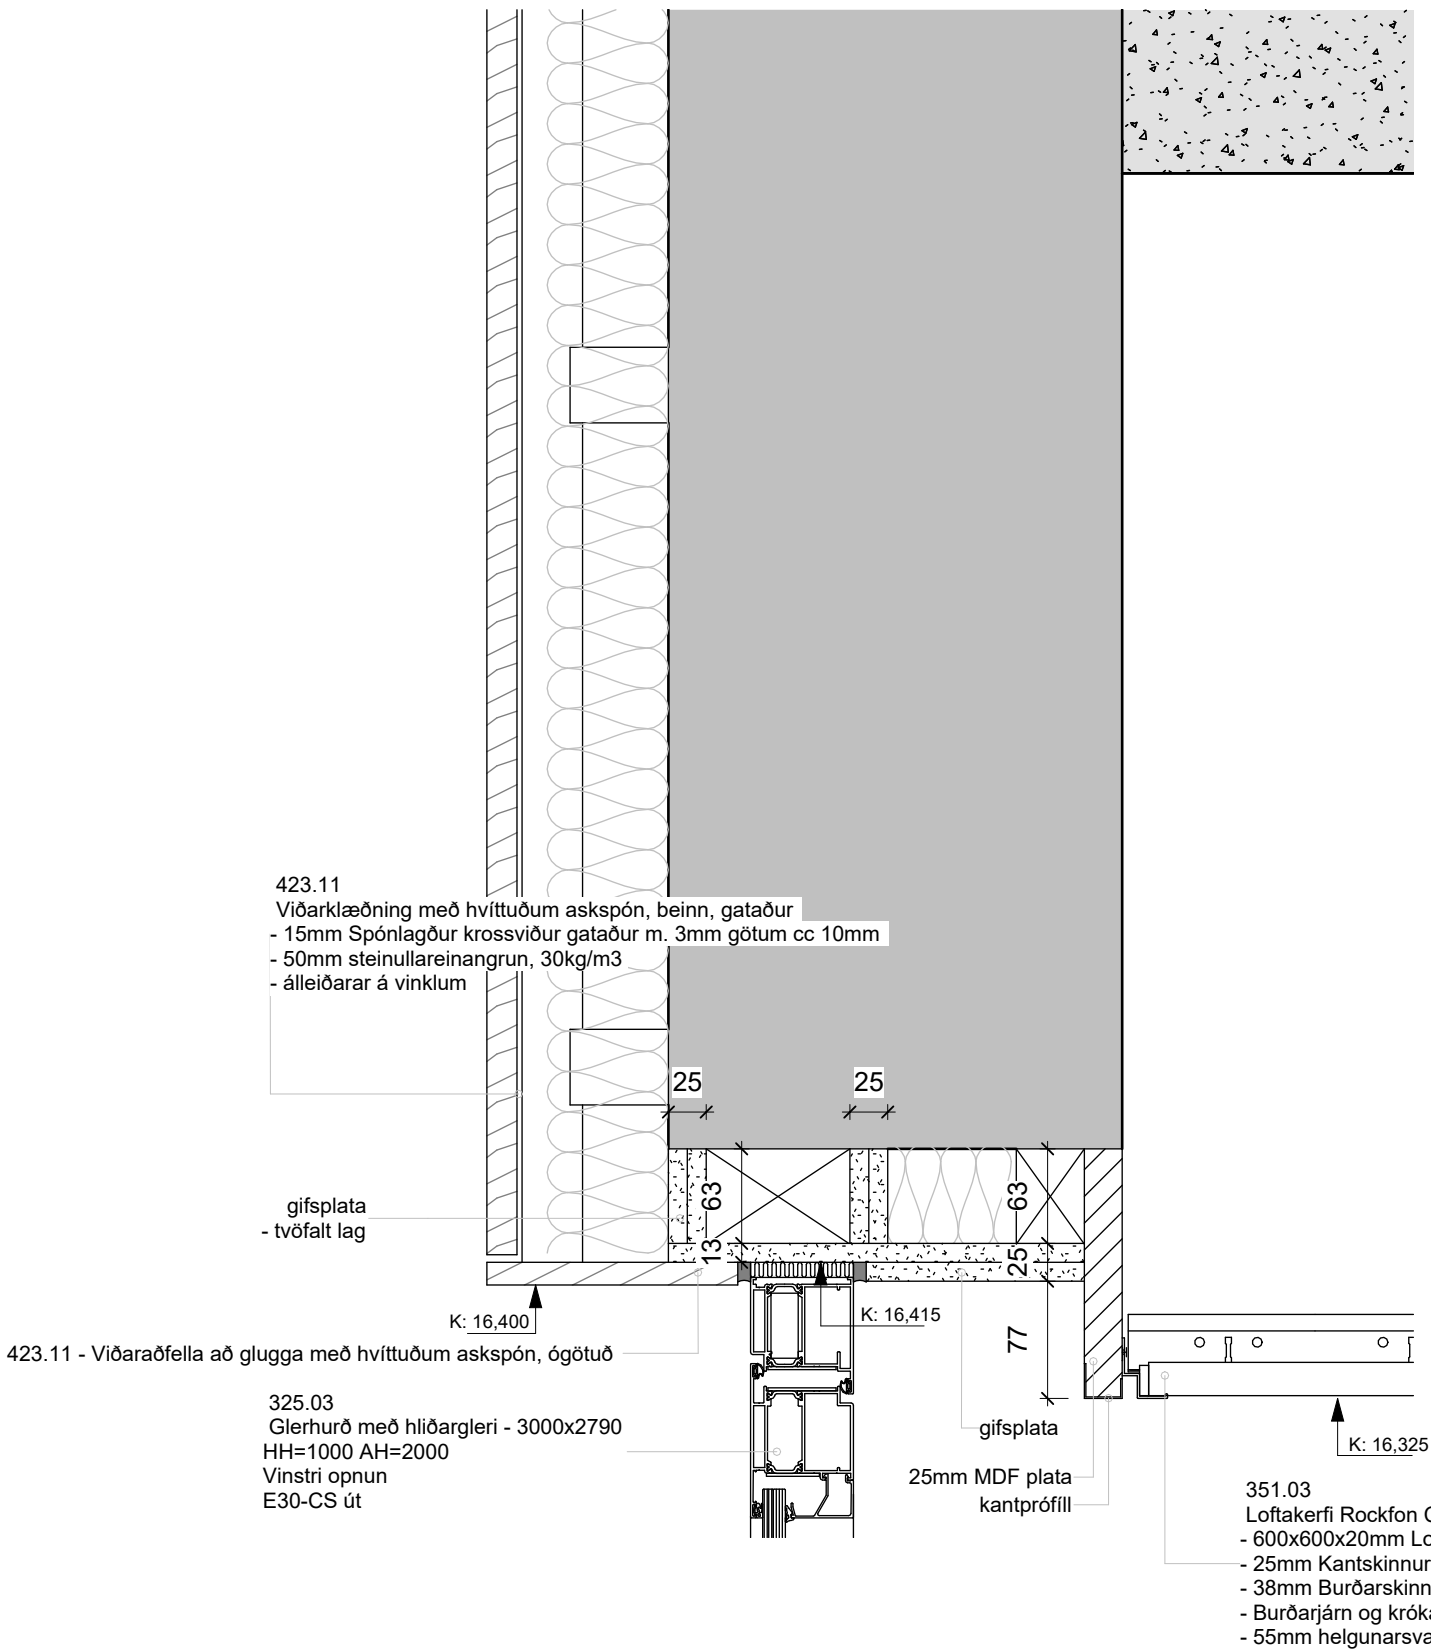 423.11
Viðarklæðning með hvíttuðum askspón, beinn, gataður
- 15mm Spónlagður krossviður gataður m. 3mm götum cc 10mm
- 50mm steinullareinangrun, 30kg/m3
- álleiðarar á vinklum
25
25
63
63
gifsplata
- tvöfalt lag
13
25
K: 16,400
K: 16,415
77
423.11 - Viðaraðfella að glugga með hvíttuðum askspón, ógötuð
325.03
Glerhurð með hliðargleri - 3000x2790
HH=1000 AH=2000
Vinstri opnun
E30-CS út
gifsplata
25mm MDF plata
kantprófíll
K: 16,325
351.03
Loftakerfi Rockfon
- 600x600x20mm
- 25mm Kantskinnur
- 38mm
- Burðarjárn og
- 55mm